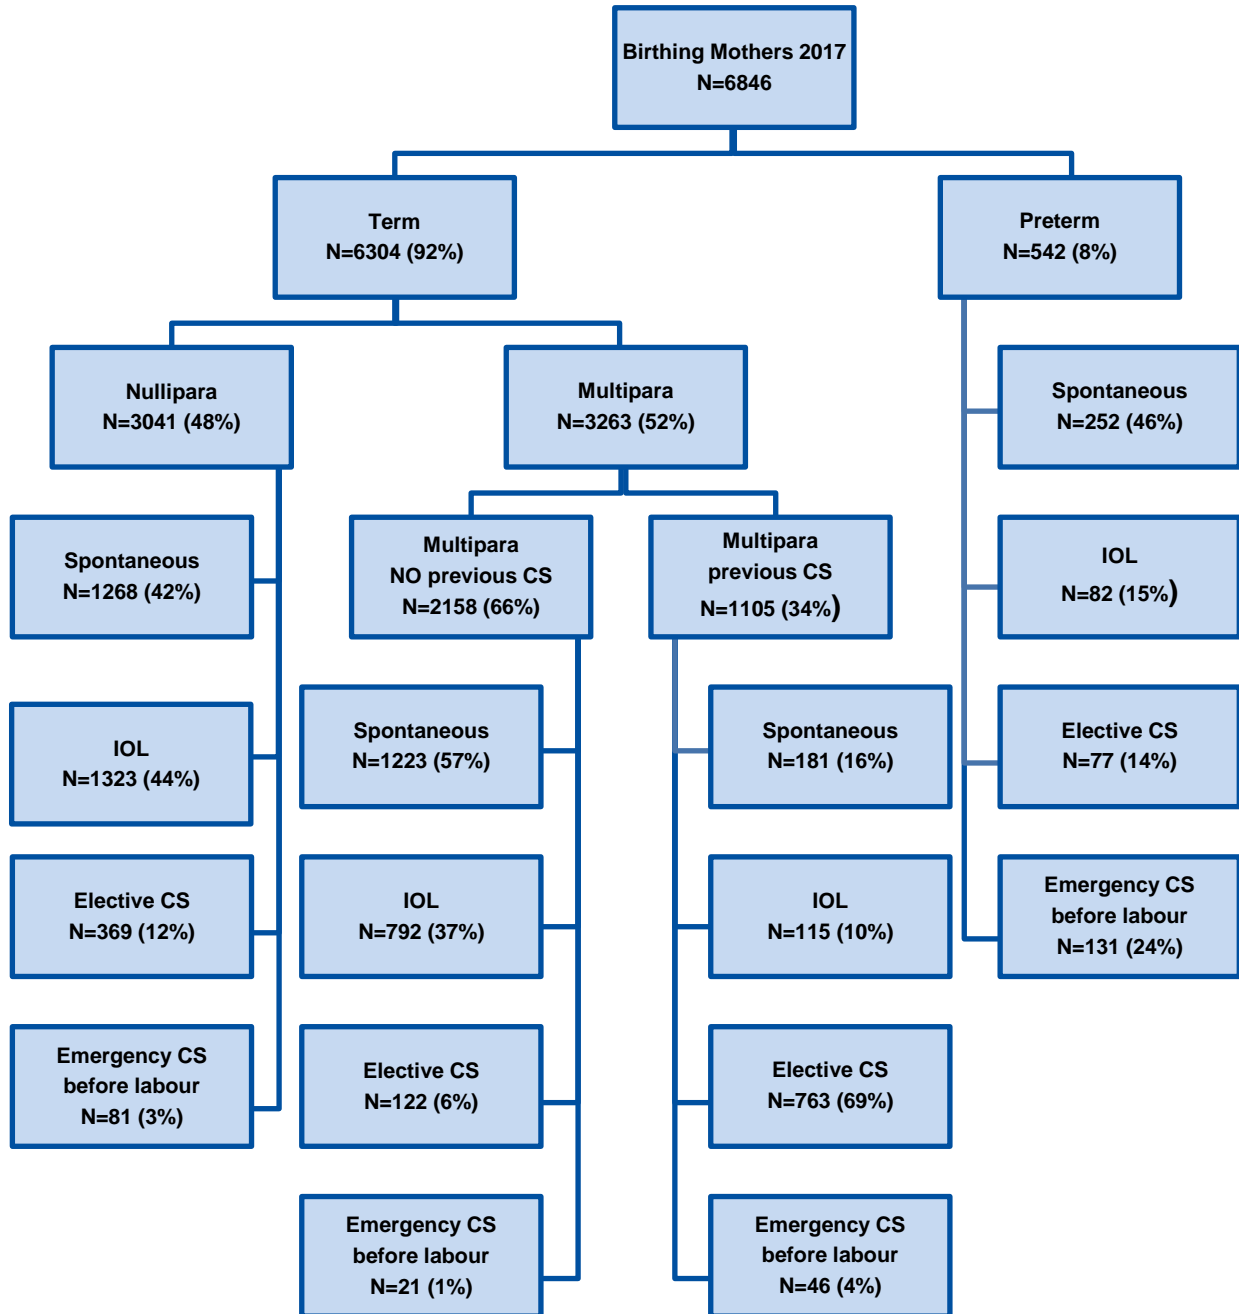 Birthing Mothers 2017
N=6846
Term
N=6304 (92%)
Preterm
N=542 (8%)
Nullipara
N=3041 (48%)
Multipara
N=3263 (52%)
Spontaneous
N=252 (46%)
Spontaneous
N=1268 (42%)
Multipara
NO previous CS
N=2158 (66%)
Multipara
previous CS
N=1105 (34%)
IOL
N=82 (15%)
IOL
N=1323 (44%)
Spontaneous
N=1223 (57%)
Spontaneous
N=181 (16%)
Elective CS
N=77 (14%)
Elective CS
N=369 (12%)
IOL
N=792 (37%)
IOL
N=115 (10%)
Emergency CS
before labour
N=131 (24%)
Emergency CS
before labour
N=81 (3%)
Elective CS
N=122 (6%)
Elective CS
N=763 (69%)
Emergency CS
before labour
N=21 (1%)
Emergency CS
before labour
N=46 (4%)